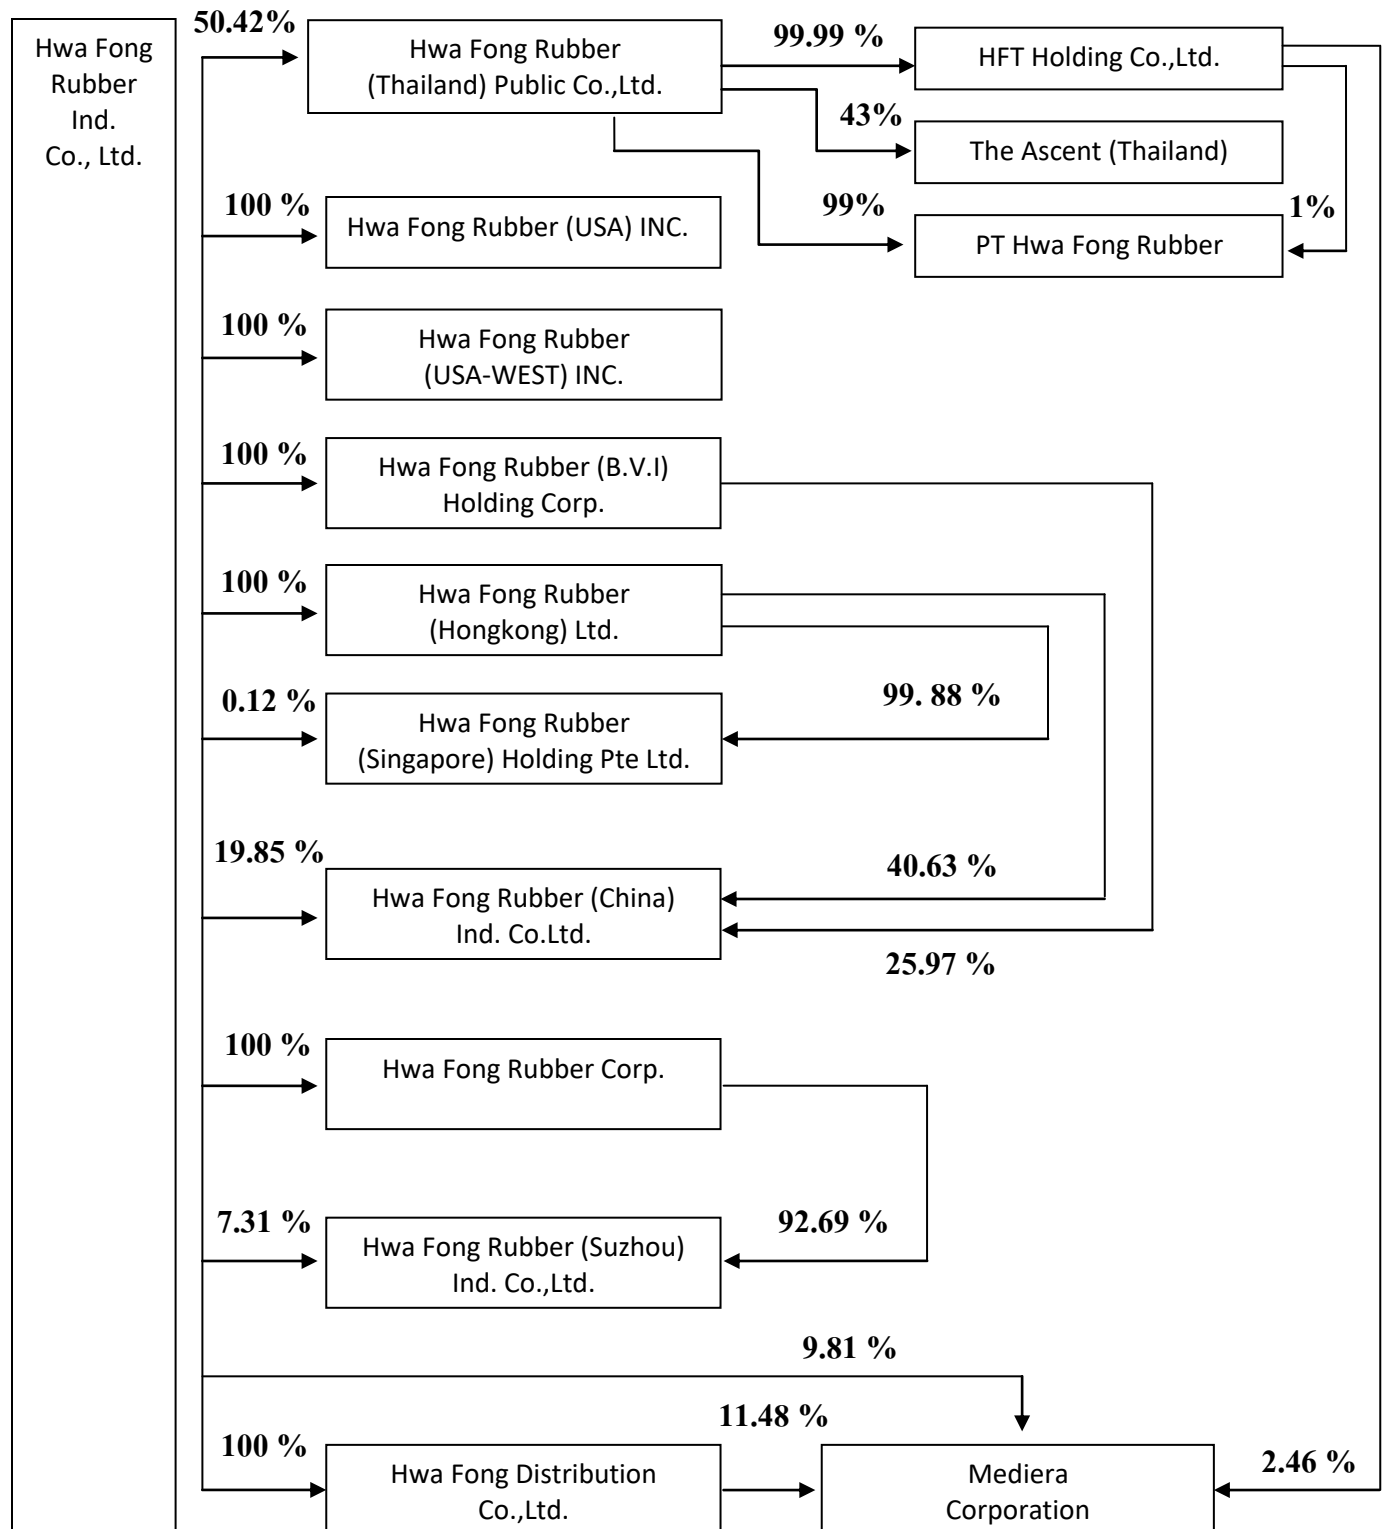 Hwa Fong
Rubber
Ind.
Co., Ltd.
50.42%
Hwa Fong Rubber
(Thailand) Public Co.,Ltd.
99.99 %
HFT Holding Co.,Ltd.
43%
The Ascent (Thailand)
99%
PT Hwa Fong Rubber
1%
100 %
Hwa Fong Rubber (USA) INC.
100 %
Hwa Fong Rubber
(USA-WEST) INC.
100 %
Hwa Fong Rubber (B.V.I)
Holding Corp.
100 %
Hwa Fong Rubber
(Hongkong) Ltd.
0.12 %
Hwa Fong Rubber
(Singapore) Holding Pte Ltd.
99. 88 %
19.85 %
Hwa Fong Rubber (China)
Ind. Co.Ltd.
40.63 %
25.97 %
100 %
Hwa Fong Rubber Corp.
7.31 %
Hwa Fong Rubber (Suzhou)
Ind. Co.,Ltd.
92.69 %
9.81 %
100 %
Hwa Fong Distribution
Co.,Ltd.
11.48 %
Mediera
Corporation
2.46 %